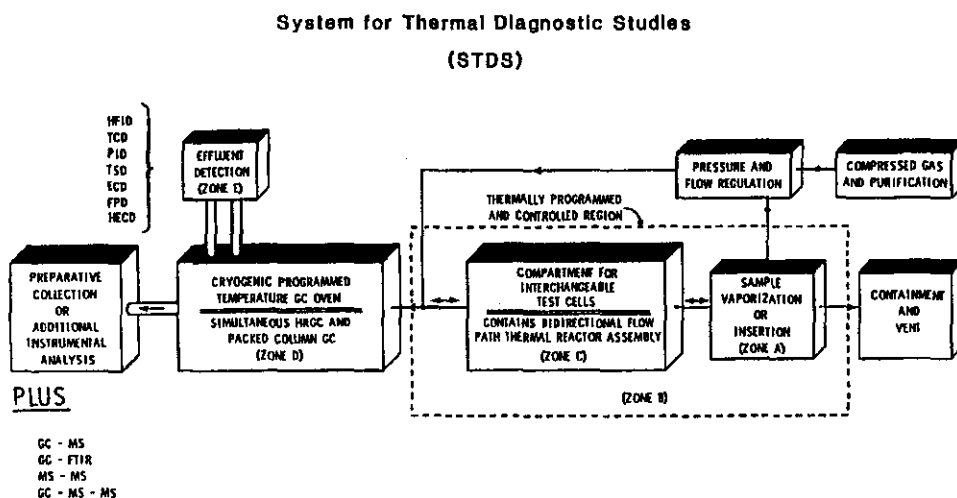 System for Thermal Diagnostic Studies
(STDS)
HFID
TCD
PID
TSD
ECD
FPD
HECD
EFFLUENT
DETECTION
(ZONE E)
PRESSURE AND
FLOW REGULATION
COMPRESSED GAS
AND PURIFICATION
THERMALLY PROGRAMMED
AND CONTROLLED REGION
PREPARATIVE
COLLECTION
OR
ADDITIONAL
INSTRUMENTAL
ANALYSIS
CRYOGENIC PROGRAMMED
TEMPERATURE GC OVEN
SIMULTANEOUS HRGC AND
PACKED COLUMN GC
(ZONE D)
COMPARTMENT FOR
INTERCHANGEABLE
TEST CELLS
CONTAINS BIDIRECTIONAL FLOW
PATH THERMAL REACTOR ASSEMBLY
(ZONE C)
SAMPLE
VAPORIZATION
OR
INSERTION
(ZONE A)
CONTAINMENT
AND
VENT
(ZONE B)
PLUS
GC - MS
GC - FTIR
MS - MS
GC - MS - MS